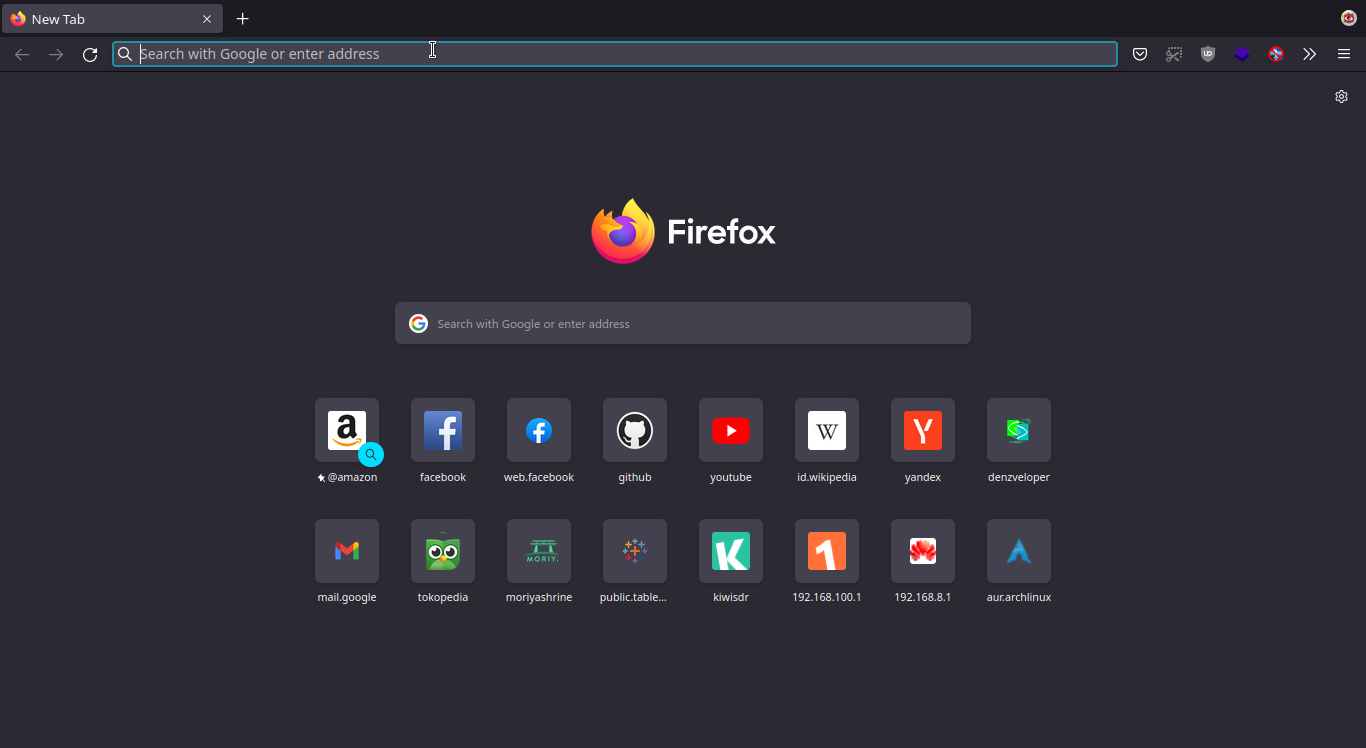 New Tab
Search with Google or enter address
Firefox
Search with Google or enter address
@amazon
facebook
web.facebook
github
youtube
id.wikipedia
yandex
denzveloper
MORIY.
mail.google
tokopedia
moriyashrine
public.table...
kiwisdr
192.168.100.1
192.168.8.1
aur.archlinux